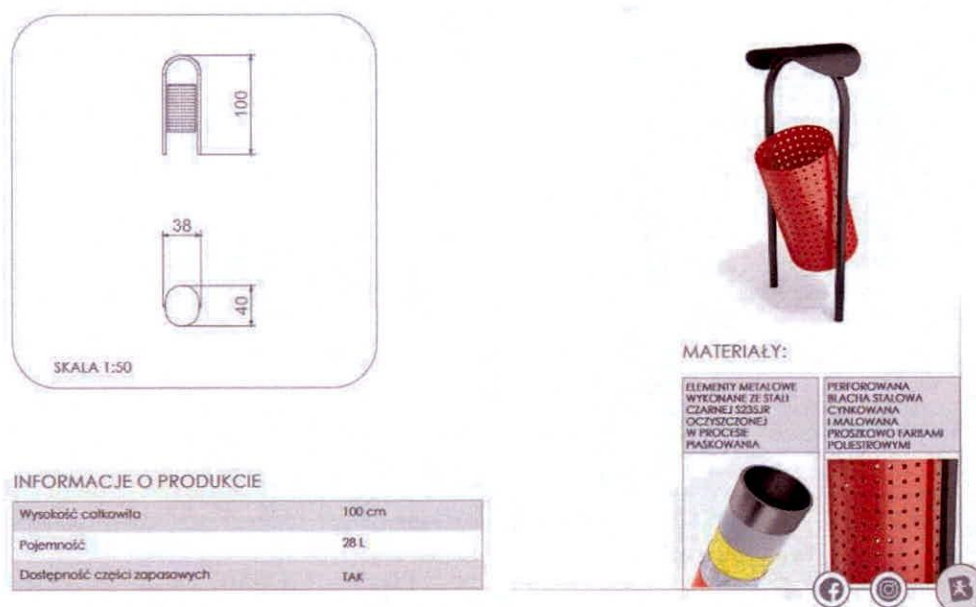 100
38
40
SKALA 1:50
MATERIAŁY:
ELEMENTY METALOWE
WYKONANE ZE STALI
CZARNEJ S235JR
OCZYSZCZONEJ
W PROCESIE
PIASKOWANIA
PERFOROWANA
BLACHA STALOWA
CYNKOWANA
I MALOWANA
PROSZKOWO FARBAMI
POLIESTROWYMI
INFORMACJE O PRODUKCIE
Wysokość całkowita 100 cm
Pojemność 28 L
Dostępność części zapasowych TAK